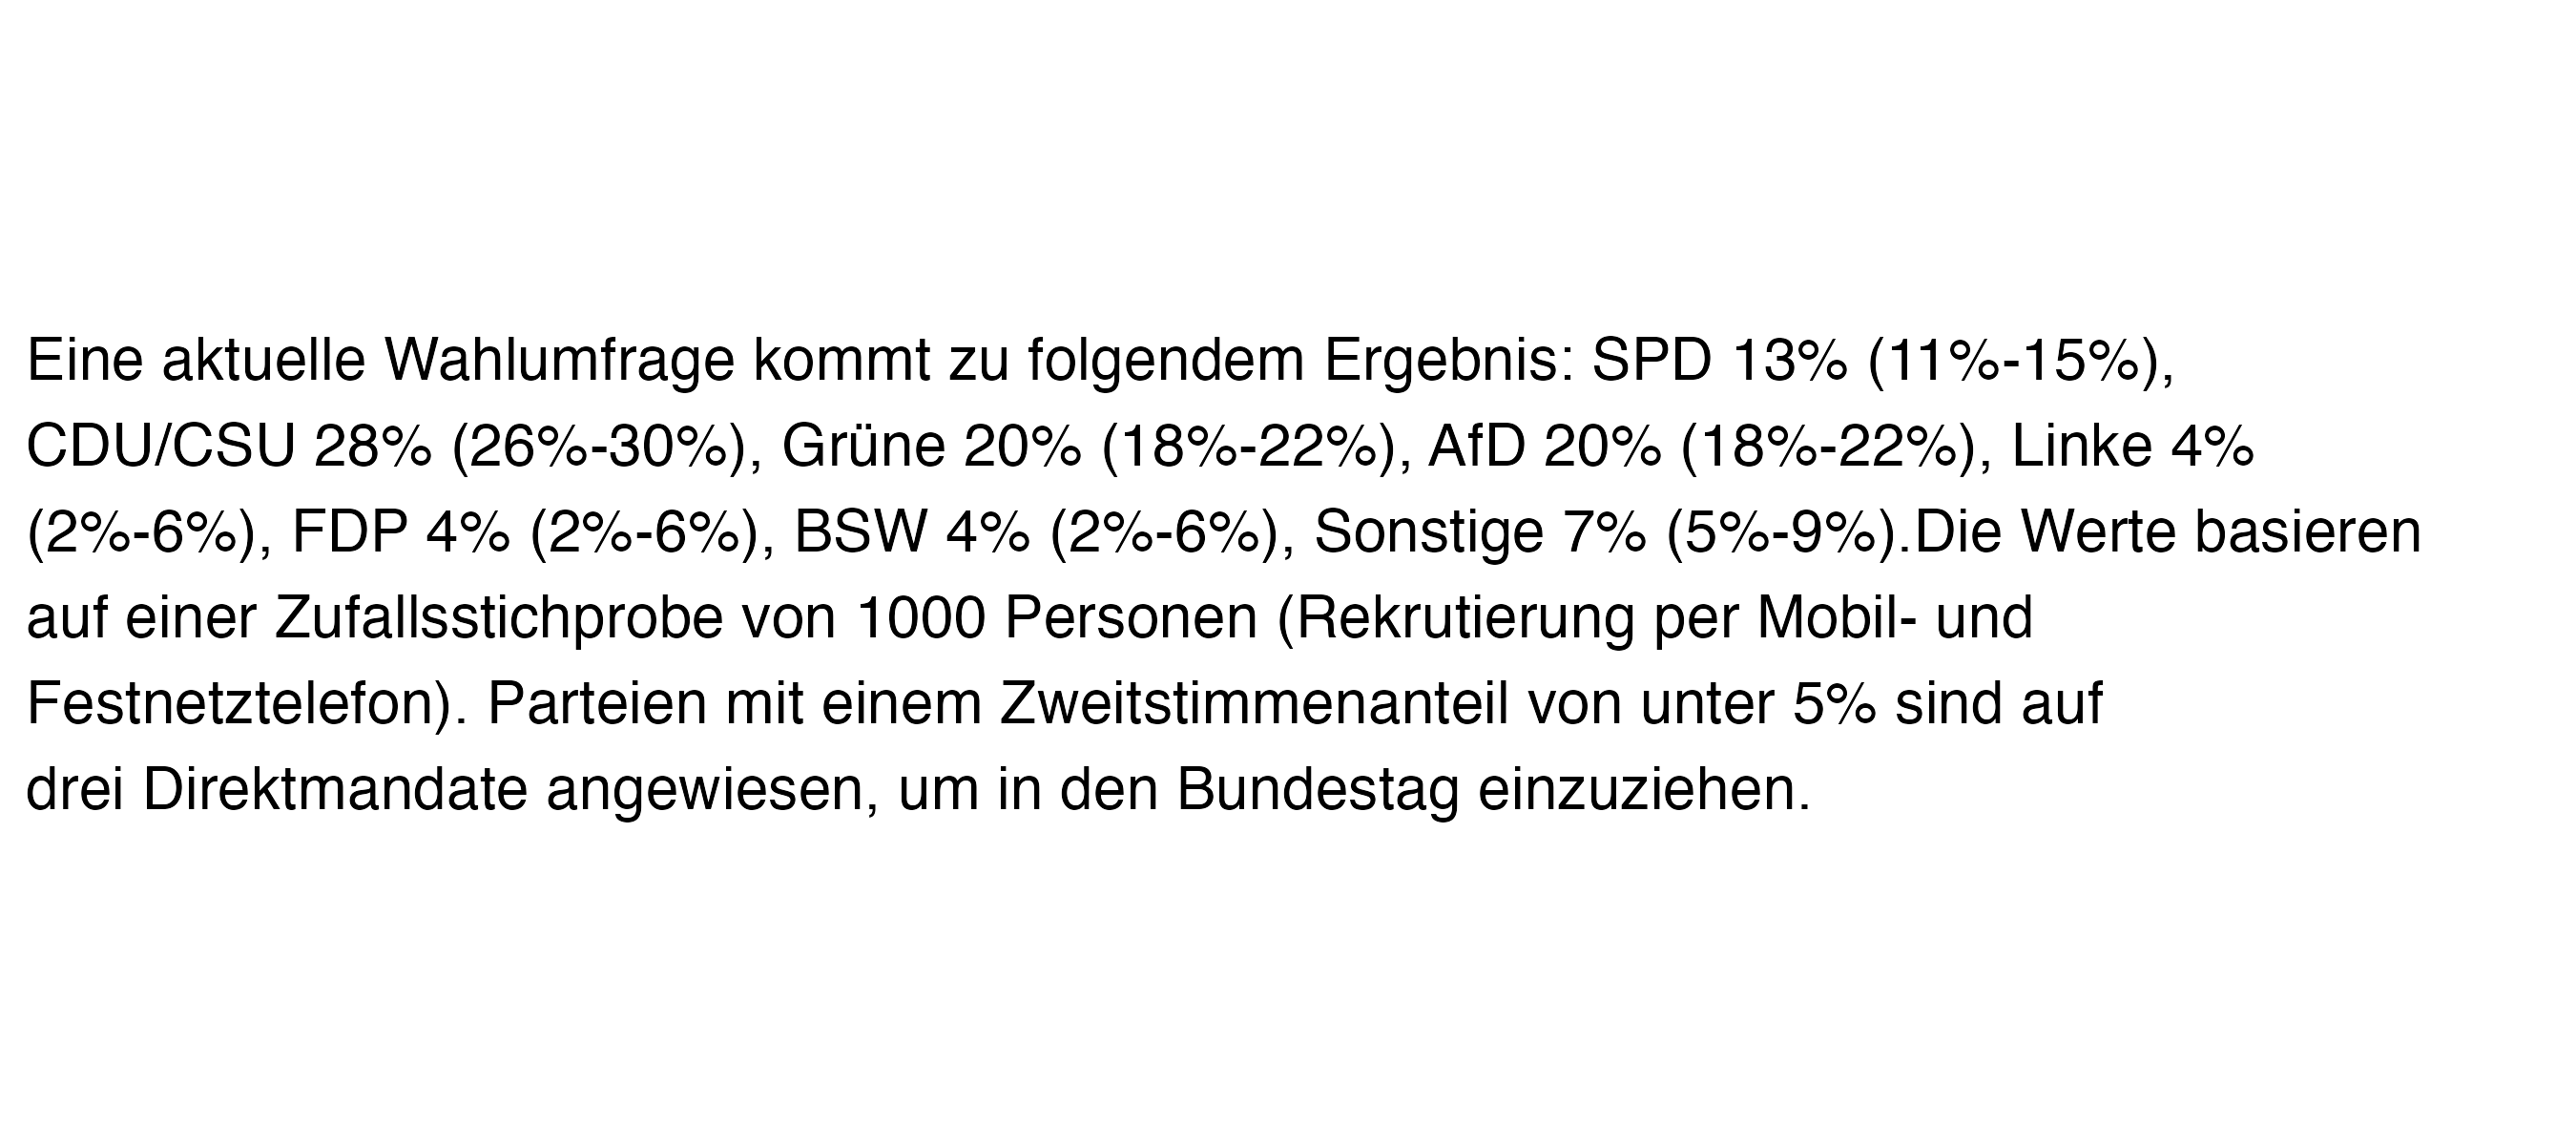 Eine aktuelle Wahlumfrage kommt zu folgendem Ergebnis: SPD 13% (11%-15%),
CDU/CSU 28% (26%-30%), Grüne 20% (18%-22%), AfD 20% (18%-22%), Linke 4%
(2%-6%), FDP 4% (2%-6%), BSW 4% (2%-6%), Sonstige 7% (5%-9%).Die Werte basieren
auf einer Zufallsstichprobe von 1000 Personen (Rekrutierung per Mobil- und
Festnetztelefon). Parteien mit einem Zweitstimmenanteil von unter 5% sind auf
drei Direktmandate angewiesen, um in den Bundestag einzuziehen.